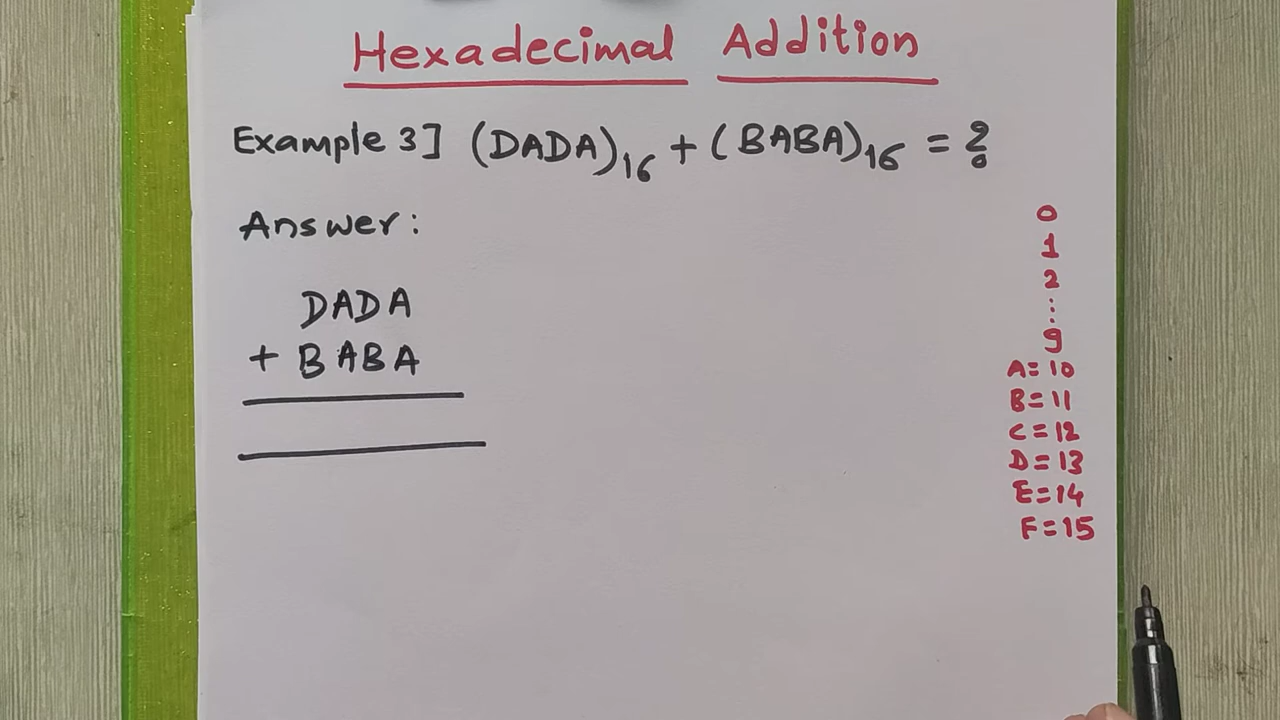 Hexadecimal Addition
Example 3] (DADA)₁₆ + (BABA)₁₆ = ?
Answer:
DADA
+ BABA
0
1
2
⋮
9
A=10
B=11
C=12
D=13
E=14
F=15